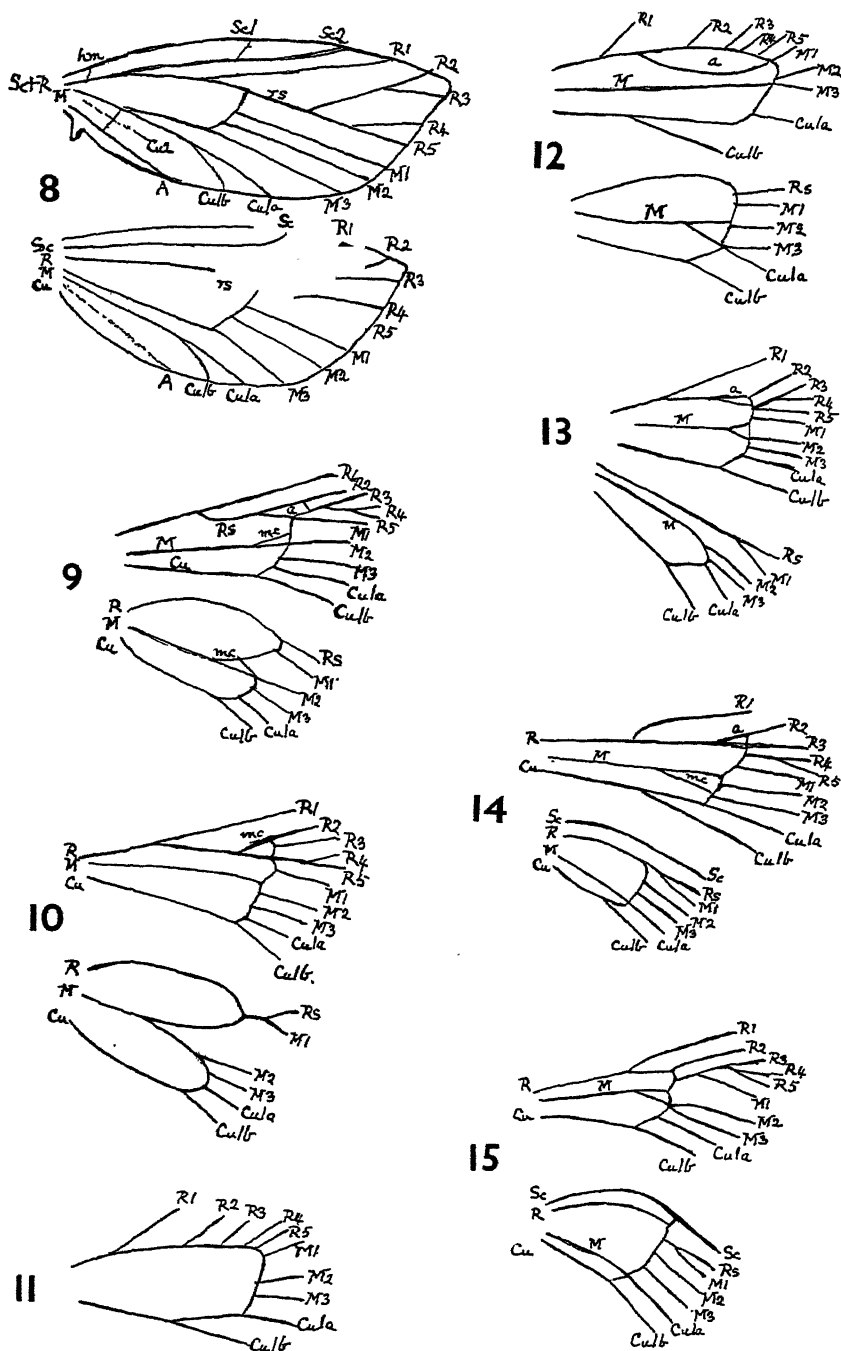 Sc1
Sc2
R1
R2
R3
R4
R5
M1
M2
M3
Cu1a
Cu1b
A
Cu2
hm
Sc+R
M
rs
8
Sc
R1
R2
R3
R4
R5
M1
M2
M3
Cu1a
Cu1b
A
Sc
R
M
Cu
rs
9
R1
R2
R3
R4
R5
M1
M2
M3
Cu1a
Cu1b
Rs
a
mc
M
Cu
R
M
Cu
mc
Rs
M1
M2
M3
Cu1a
Cu1b
10
R1
R2
R3
R4
R5
M1
M2
M3
Cu1a
Cu1b.
mc
R
M
Cu
R
M
Cu
Rs
M1
M2
M3
Cu1a
Cu1b
11
R1
R2
R3
R4
R5
M1
M2
M3
Cu1a
Cu1b
12
R1
R2
R3
R4
R5
M1
M2
M3
Cu1a
Cu1b
a
M
Rs
M1
M2
M3
Cu1a
Cu1b
M
13
R1
R2
R3
R4
R5
M1
M2
M3
Cu1a
Cu1b
a
M
M
Rs
M1
M2
M3
Cu1a
Cu1b
14
R1
R2
R3
R4
R5
M1
M2
M3
Cu1a
Cu1b
a
R
M
mc
Cu
Sc
R
M
Cu
Sc
Rs
M1
M2
M3
Cu1a
Cu1b
15
R1
R2
R3
R4
R5
M1
M2
M3
Cu1a
Cu1b
R
M
Cu
Sc
R
M
Cu
Sc
Rs
M1
M2
M3
Cu1a
Cu1b